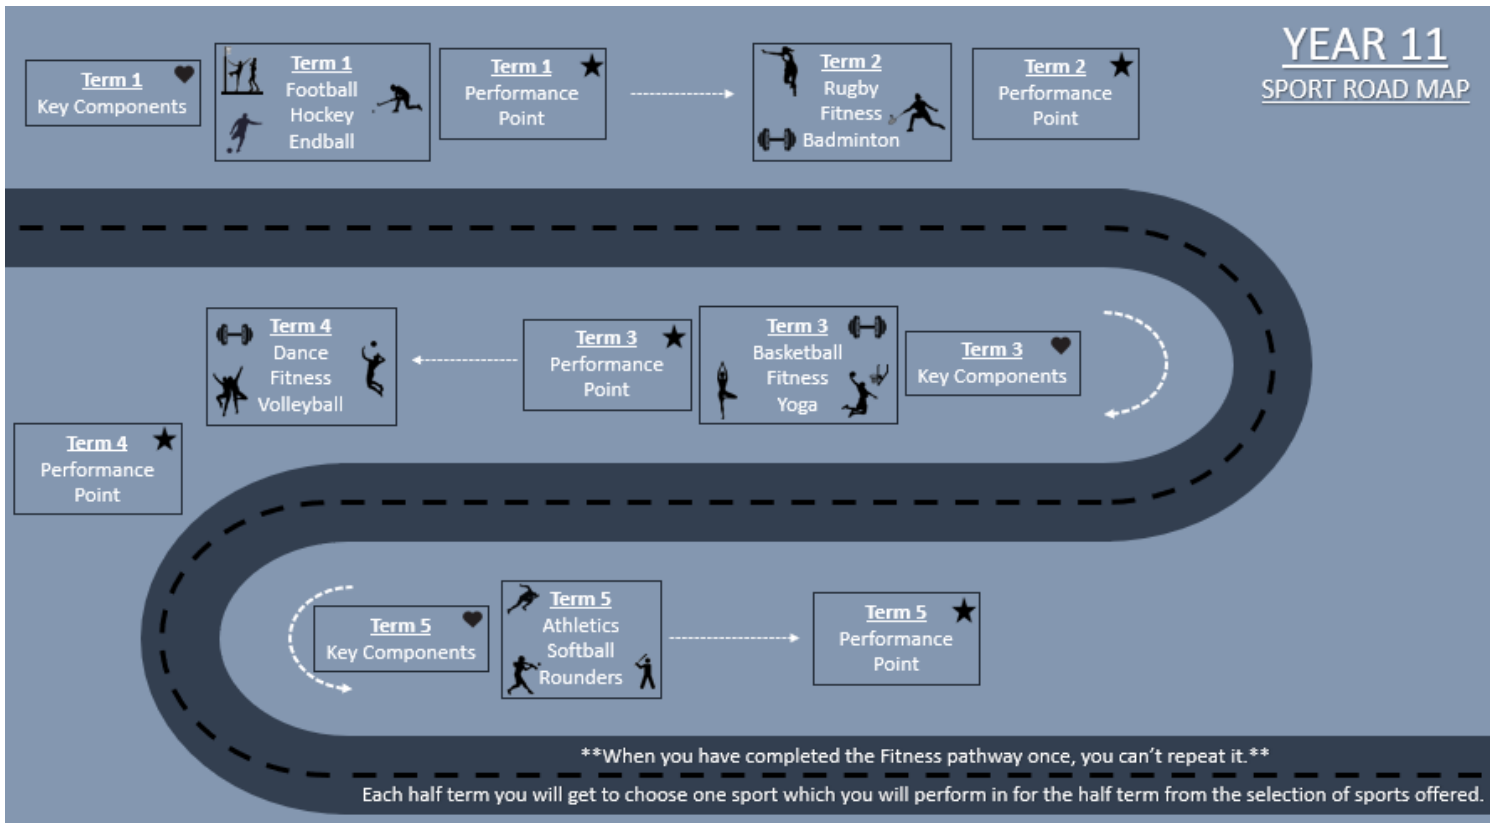 YEAR 11
SPORT ROAD MAP
Term 1
Key Components
Term 1
Football
Hockey
Endball
Term 1
Performance
Point
Term 2
Rugby
Fitness
Badminton
Term 2
Performance
Point
Term 3
Key Components
Term 3
Basketball
Fitness
Yoga
Term 3
Performance
Point
Term 4
Dance
Fitness
Volleyball
Term 4
Performance
Point
Term 5
Key Components
Term 5
Athletics
Softball
Rounders
Term 5
Performance
Point
**When you have completed the Fitness pathway once, you can't repeat it.**
Each half term you will get to choose one sport which you will perform in for the half term from the selection of sports offered.